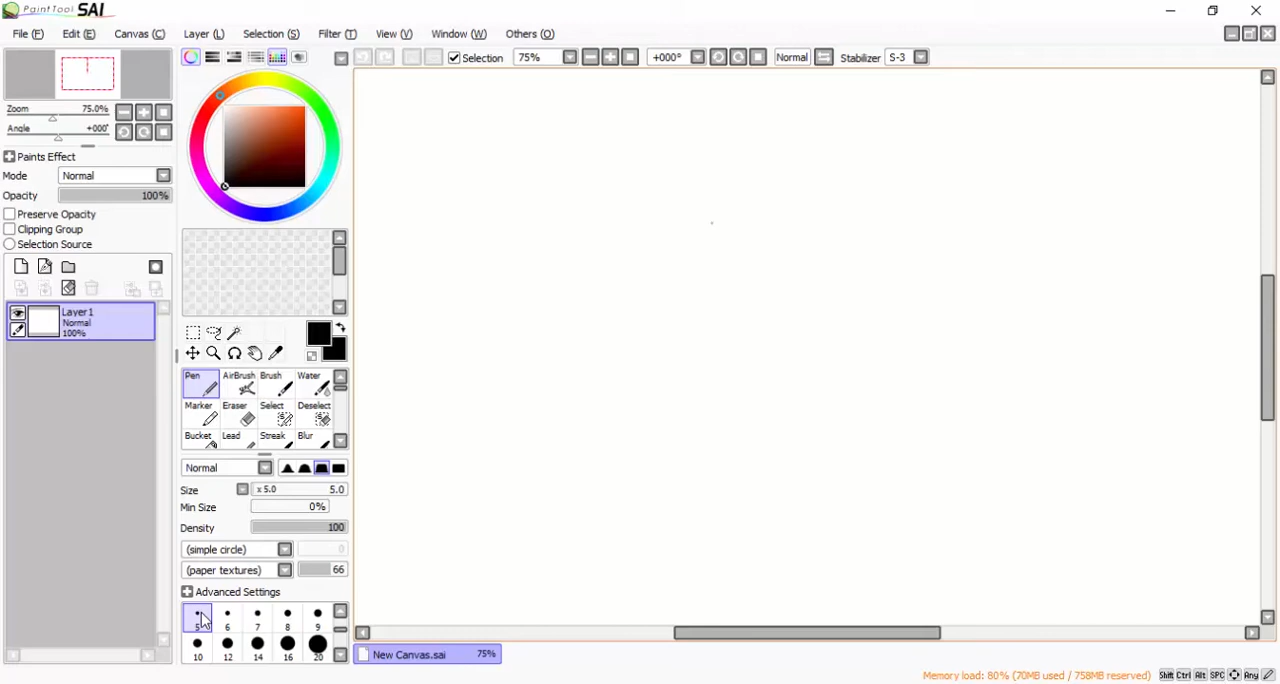 PaintTool SAI
File (F) Edit (E) Canvas (C) Layer (L) Selection (S) Filter (T) View (V) Window (W) Others (O)
Selection 75% +000° Normal Stabilizer S-3
Zoom 75.0%
Angle +000°
Paints Effect
Mode Normal
Opacity 100%
Preserve Opacity
Clipping Group
Selection Source
Layer1
Normal
100%
Pen AirBrush Brush Water
Marker Eraser Select Deselect
Bucket Lead Streak Blur
Normal
Size x 5.0 5.0
Min Size 0%
Density 100
(simple circle) 0
(paper textures) 66
Advanced Settings
5 6 7 8 9
10 12 14 16 20
New Canvas.sai 75%
Memory load: 80% (70MB used / 758MB reserved) Shift Ctrl Alt SPC Any